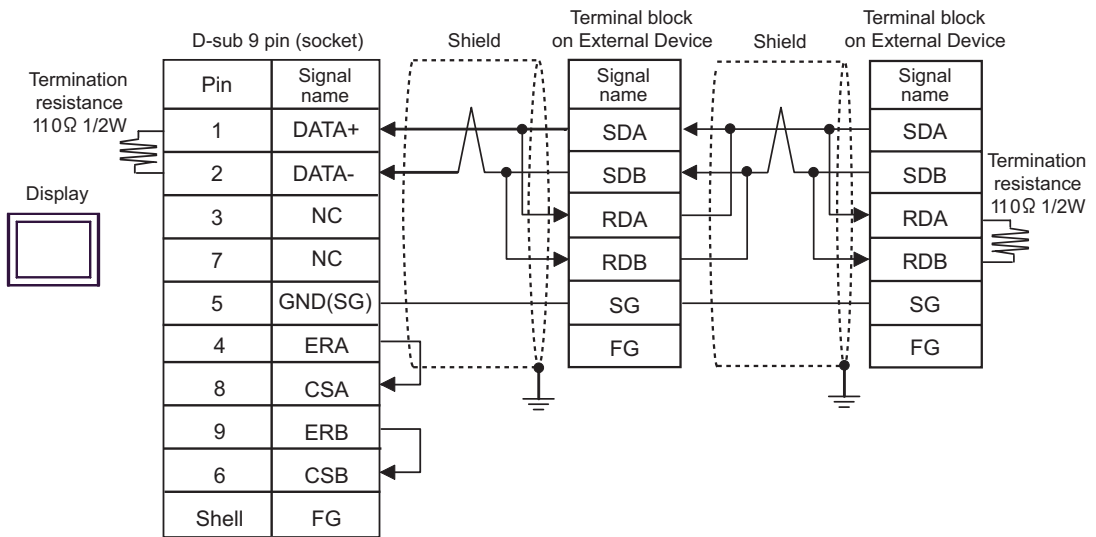 Terminal block
on External Device
Terminal block
on External Device
D-sub 9 pin (socket)
Shield
Shield
Termination
resistance
110Ω 1/2W
Display
Pin
Signal
name
1
DATA+
2
DATA-
3
NC
7
NC
5
GND(SG)
4
ERA
8
CSA
9
ERB
6
CSB
Shell
FG
Signal
name
SDA
SDB
RDA
RDB
SG
FG
Signal
name
SDA
SDB
RDA
RDB
SG
FG
Termination
resistance
110Ω 1/2W